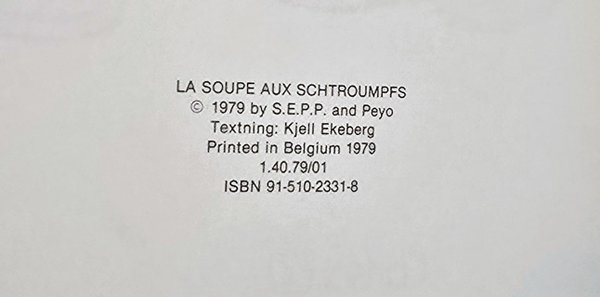 LA SOUPE AUX SCHTROUMPFS
© 1979 by S.E.P.P. and Peyo
Textning: Kjell Ekeberg
Printed in Belgium 1979
1.40.79/01
ISBN 91-510-2331-8